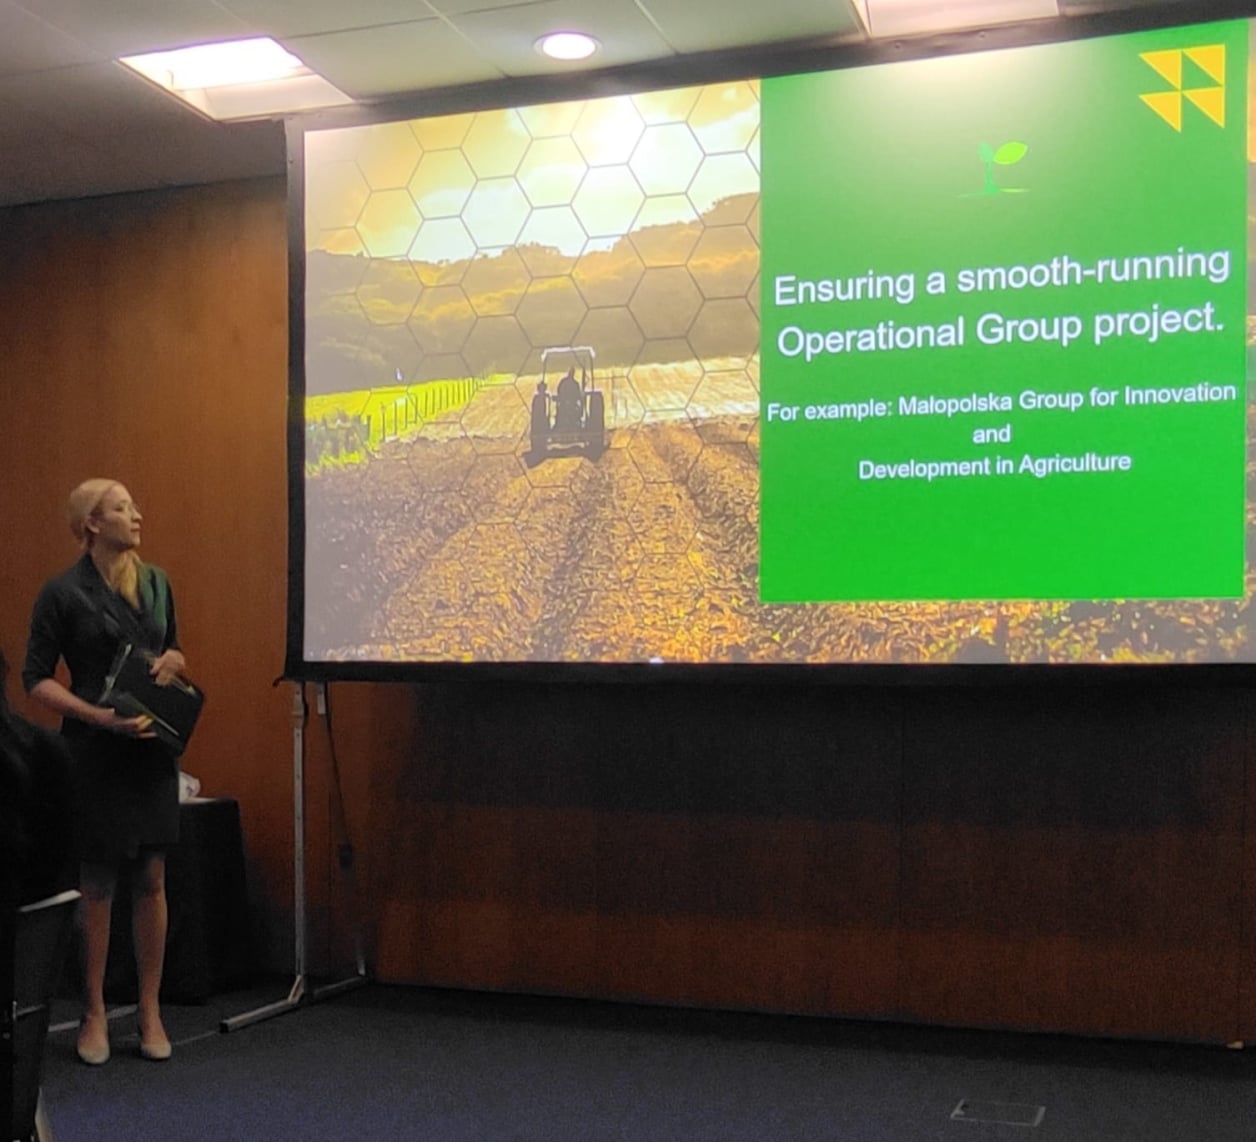 Ensuring a smooth-running
Operational Group project.
For example: Małopolska Group for Innovation
and
Development in Agriculture